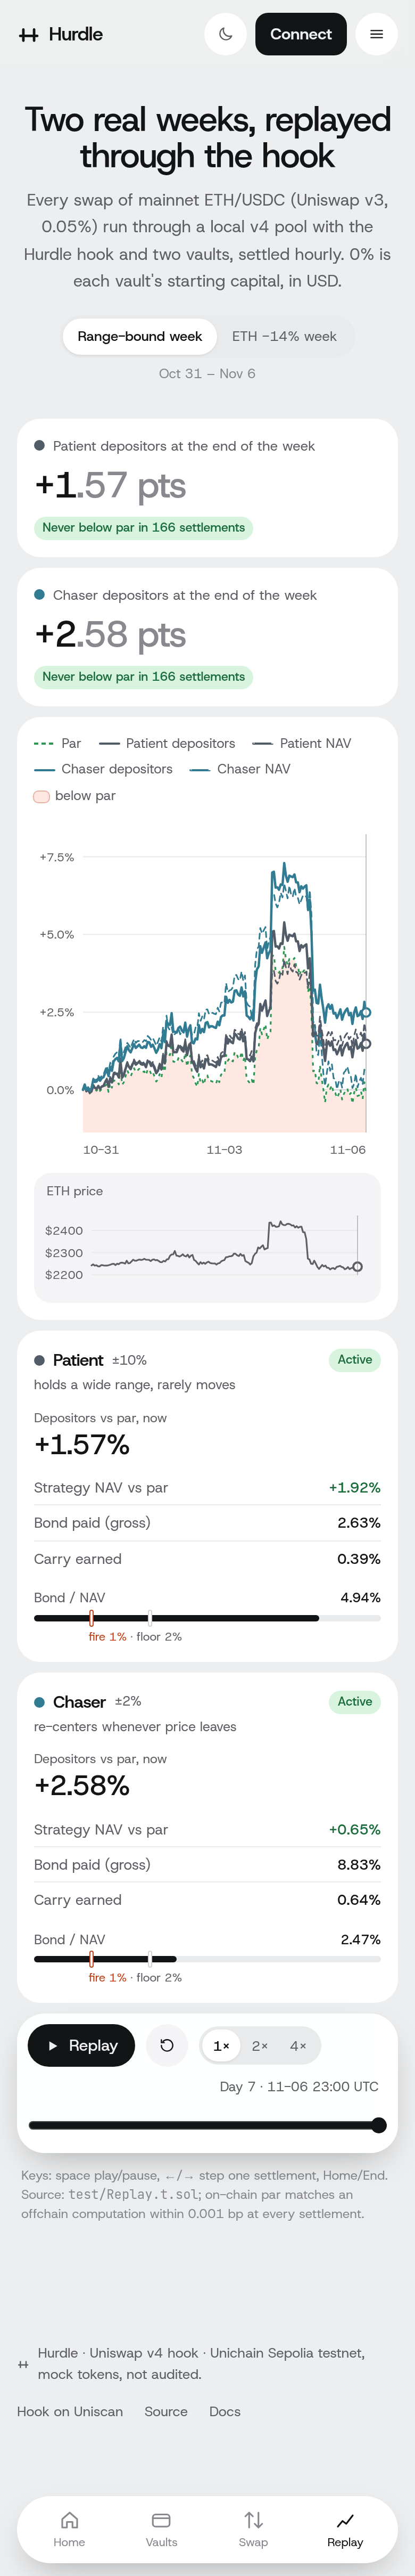 Hurdle
Connect
Two real weeks, replayed
through the hook
Every swap of mainnet ETH/USDC (Uniswap v3,
0.05%) run through a local v4 pool with the
Hurdle hook and two vaults, settled hourly. 0% is
each vault's starting capital, in USD.
Range-bound week ETH −14% week
Oct 31 – Nov 6
Patient depositors at the end of the week
+1.57 pts
Never below par in 166 settlements
Chaser depositors at the end of the week
+2.58 pts
Never below par in 166 settlements
Par Patient depositors Patient NAV
Chaser depositors Chaser NAV
below par
+7.5%
+5.0%
+2.5%
0.0%
10-31 11-03 11-06
ETH price
$2400
$2300
$2200
Patient ±10% Active
holds a wide range, rarely moves
Depositors vs par, now
+1.57%
Strategy NAV vs par +1.92%
Bond paid (gross) 2.63%
Carry earned 0.39%
Bond / NAV 4.94%
fire 1% · floor 2%
Chaser ±2% Active
re-centers whenever price leaves
Depositors vs par, now
+2.58%
Strategy NAV vs par +0.65%
Bond paid (gross) 8.83%
Carry earned 0.64%
Bond / NAV 2.47%
fire 1% · floor 2%
Replay 1× 2× 4×
Day 7 · 11-06 23:00 UTC
Keys: space play/pause, ←/→ step one settlement, Home/End.
Source: test/Replay.t.sol; on-chain par matches an
offchain computation within 0.001 bp at every settlement.
Hurdle · Uniswap v4 hook · Unichain Sepolia testnet,
mock tokens, not audited.
Hook on Uniscan Source Docs
Home Vaults Swap Replay